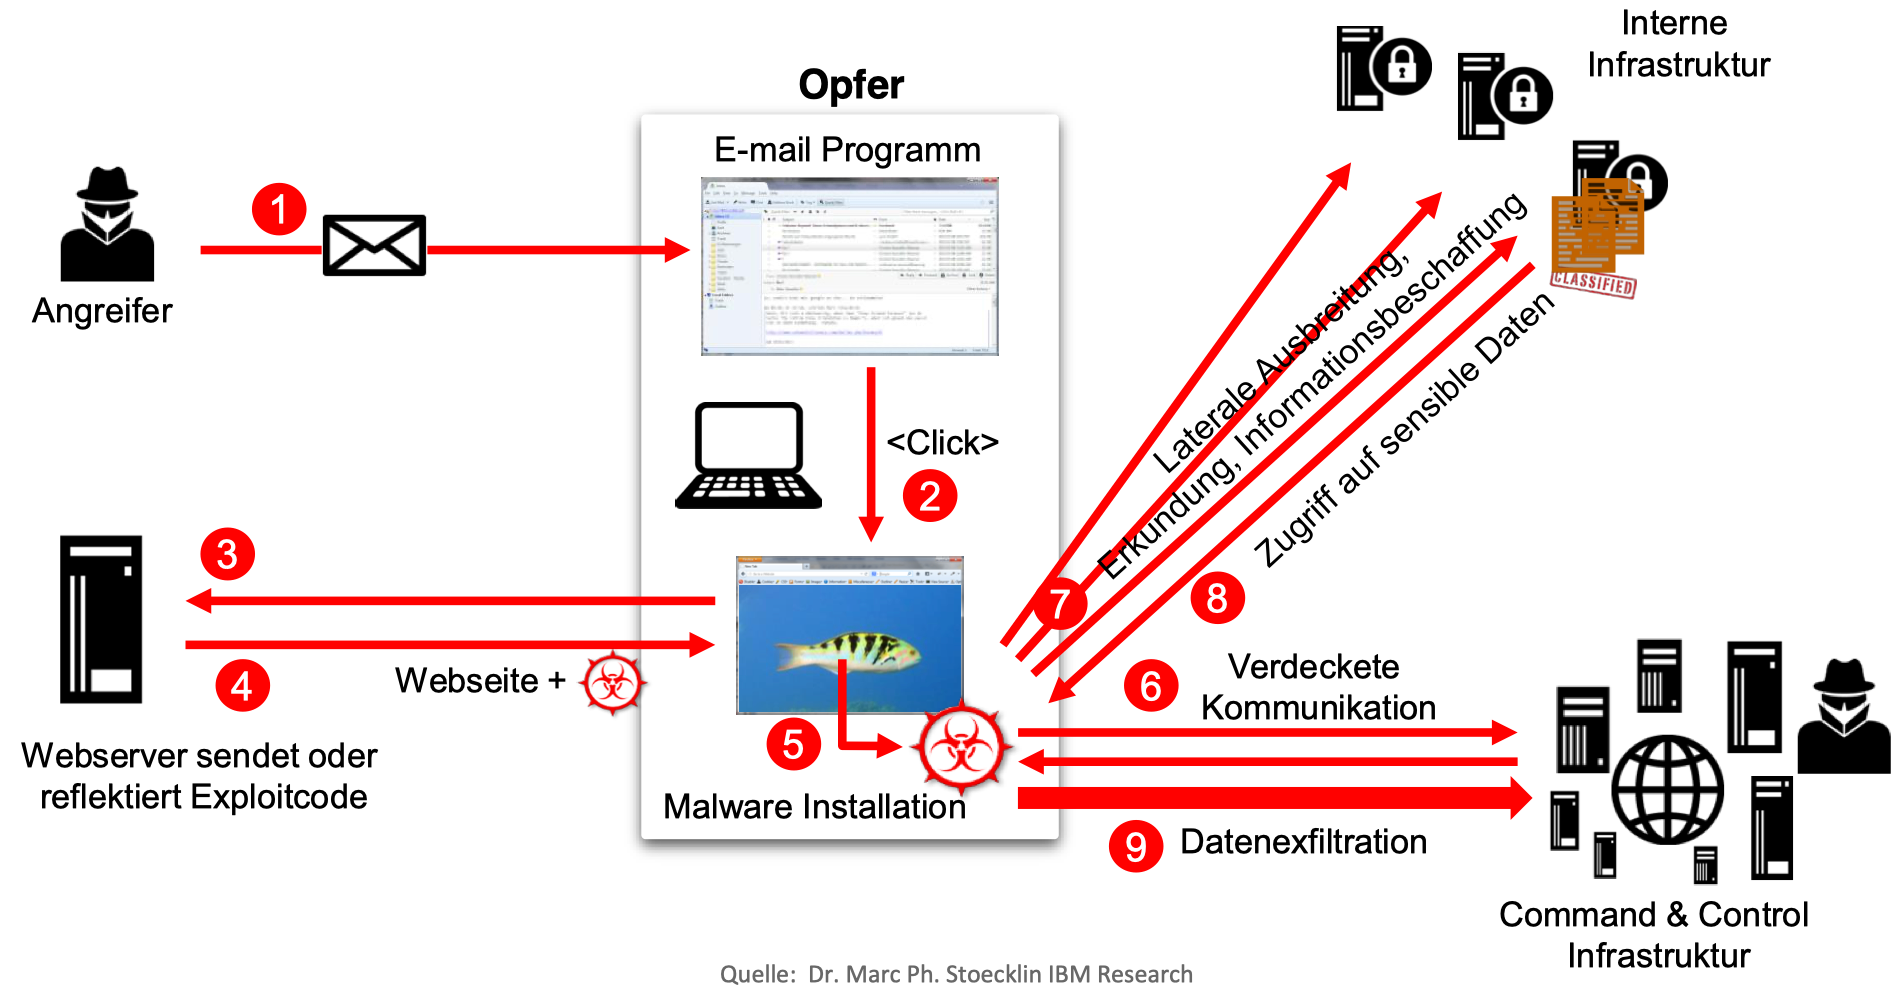 Interne
Infrastruktur
Opfer
E-mail Programm
1
Angreifer
CLASSIFIED
Laterale Ausbreitung,
Erkundung, Informationsbeschaffung
Zugriff auf sensible Daten
<Click>
2
3
7
8
4
Webseite +
6
Verdeckete
Kommunikation
5
Webserver sendet oder
reflektiert Exploitcode
Malware Installation
9
Datenexfiltration
Command & Control
Infrastruktur
Quelle: Dr. Marc Ph. Stoecklin IBM Research